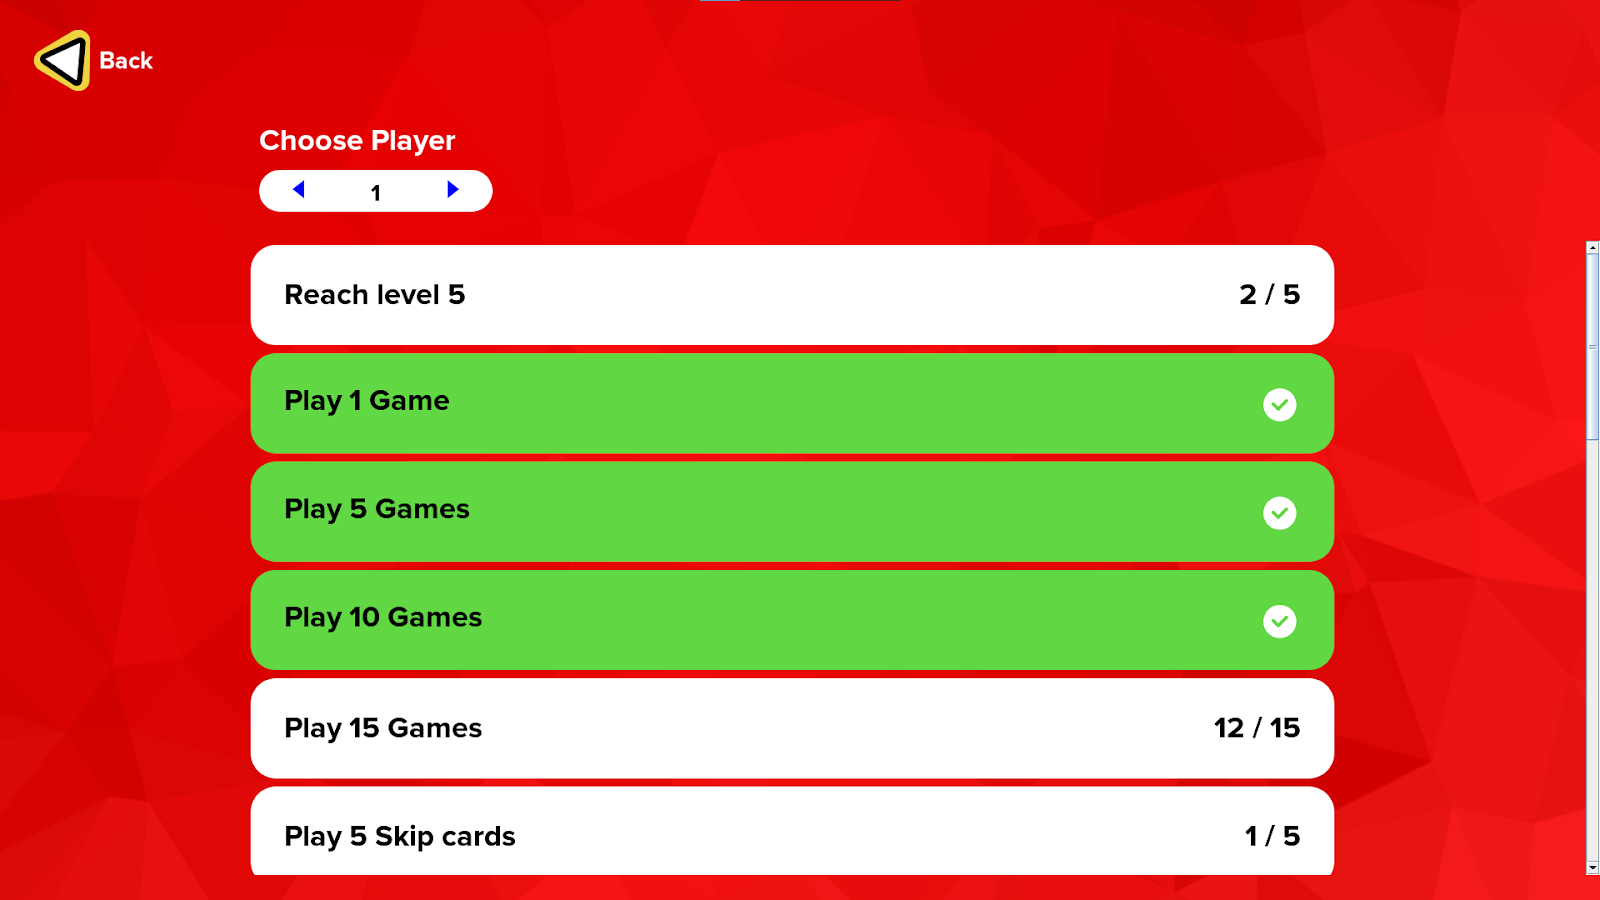 Back
Choose Player
1
Reach level 5 2 / 5
Play 1 Game
Play 5 Games
Play 10 Games
Play 15 Games 12 / 15
Play 5 Skip cards 1 / 5